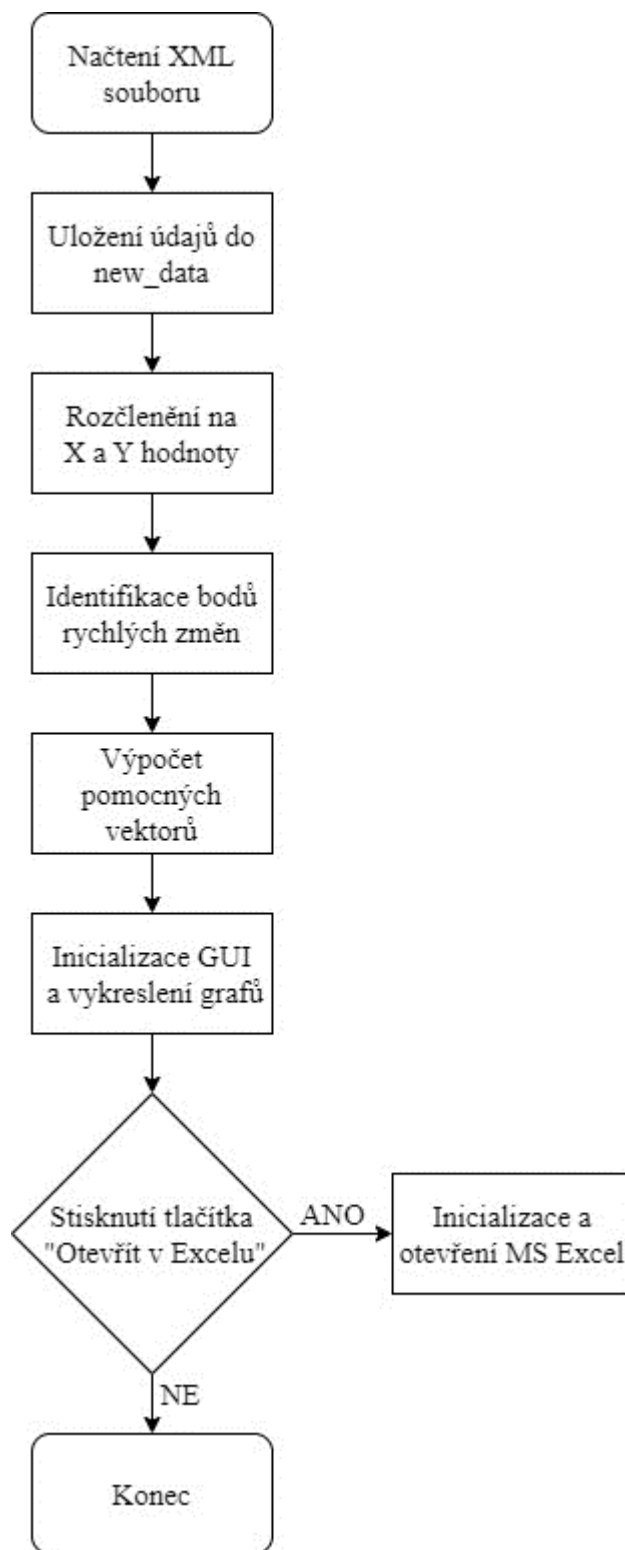 Načtení XML
souboru
Uložení údajů do
new_data
Rozčlenění na
X a Y hodnoty
Identifikace bodů
rychlých změn
Výpočet
pomocných
vektorů
Inicializace GUI
a vykreslení grafů
Stisknutí tlačítka
"Otevřít v Excelu"
ANO
Inicializace a
otevření MS Excel
NE
Konec